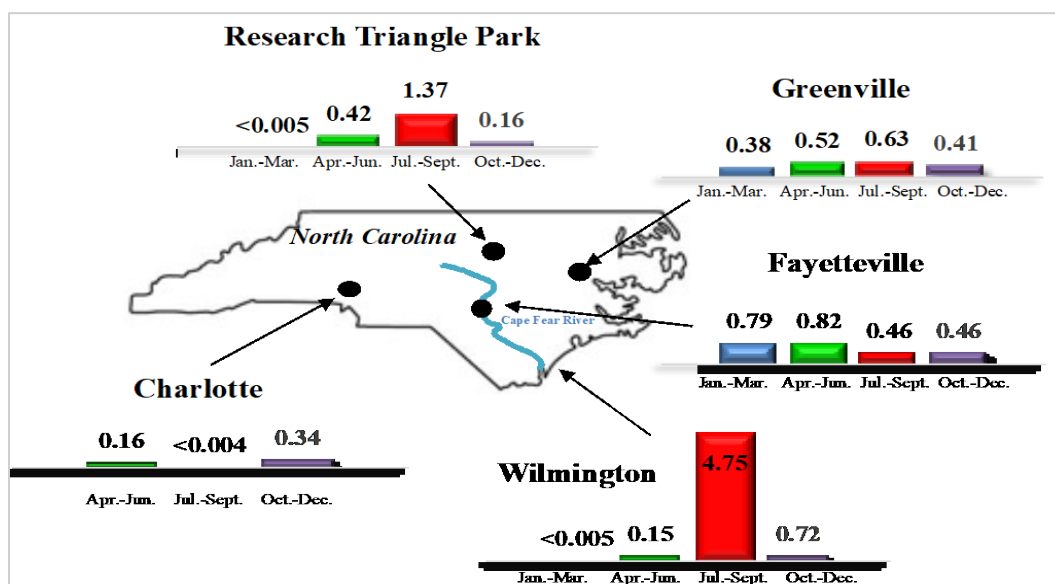 Research Triangle Park
<0.005 0.42 1.37 0.16
Jan.-Mar. Apr.-Jun. Jul.-Sept. Oct.-Dec.
Greenville
0.38 0.52 0.63 0.41
Jan.-Mar. Apr.-Jun. Jul.-Sept. Oct.-Dec.
North Carolina
Cape Fear River
Fayetteville
0.79 0.82 0.46 0.46
Jan.-Mar. Apr.-Jun. Jul.-Sept. Oct.-Dec.
Charlotte
0.16 <0.004 0.34
Apr.-Jun. Jul.-Sept. Oct.-Dec.
Wilmington
<0.005 0.15 4.75 0.72
Jan.-Mar. Apr.-Jun. Jul.-Sept. Oct.-Dec.